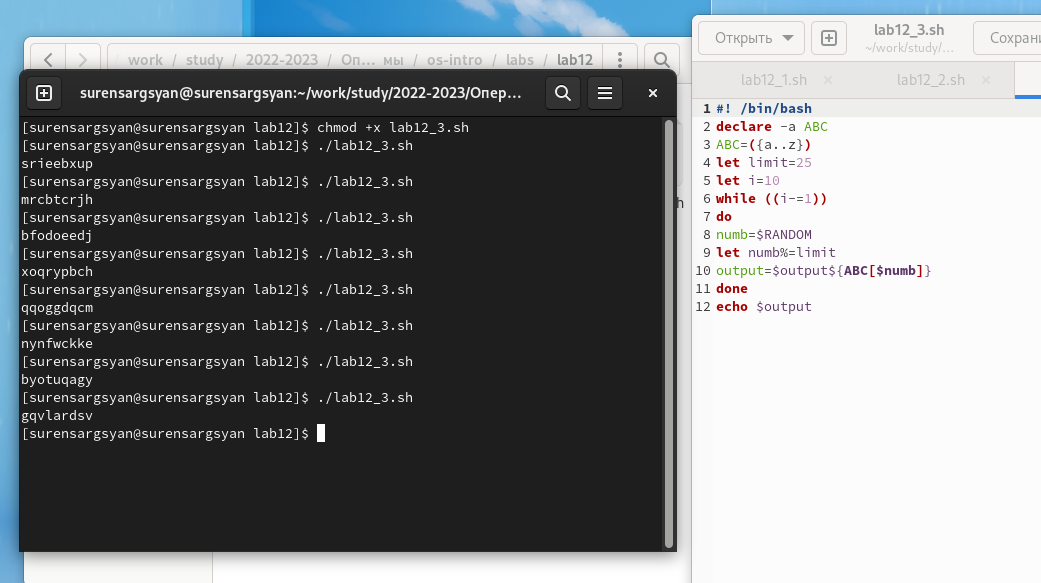 work / study / 2022-2023 / Оп... мы / os-intro / labs / lab12
surensargsyan@surensargsyan:~/work/study/2022-2023/Опер...
[surensargsyan@surensargsyan lab12]$ chmod +x lab12_3.sh
[surensargsyan@surensargsyan lab12]$ ./lab12_3.sh
srieebxup
[surensargsyan@surensargsyan lab12]$ ./lab12_3.sh
mrcbtcrjh
[surensargsyan@surensargsyan lab12]$ ./lab12_3.sh
bfodoeedj
[surensargsyan@surensargsyan lab12]$ ./lab12_3.sh
xoqrypbch
[surensargsyan@surensargsyan lab12]$ ./lab12_3.sh
qqoggdqcm
[surensargsyan@surensargsyan lab12]$ ./lab12_3.sh
nynfwckke
[surensargsyan@surensargsyan lab12]$ ./lab12_3.sh
byotuqagy
[surensargsyan@surensargsyan lab12]$ ./lab12_3.sh
gqvlardsv
[surensargsyan@surensargsyan lab12]$
h
Открыть
lab12_3.sh
~/work/study/...
Сохрани
lab12_1.sh × lab12_2.sh ×
1 #! /bin/bash
2 declare -a ABC
3 ABC=({a..z})
4 let limit=25
5 let i=10
6 while ((i-=1))
7 do
8 numb=$RANDOM
9 let numb%=limit
10 output=$output${ABC[$numb]}
11 done
12 echo $output